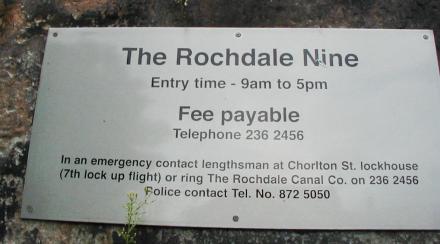 The Rochdale Nine
Entry time - 9am to 5pm
Fee payable
Telephone 236 2456
In an emergency contact lengthsman at Chorlton St. lockhouse
(7th lock up flight) or ring The Rochdale Canal Co. on 236 2456
Police contact Tel. No. 872 5050